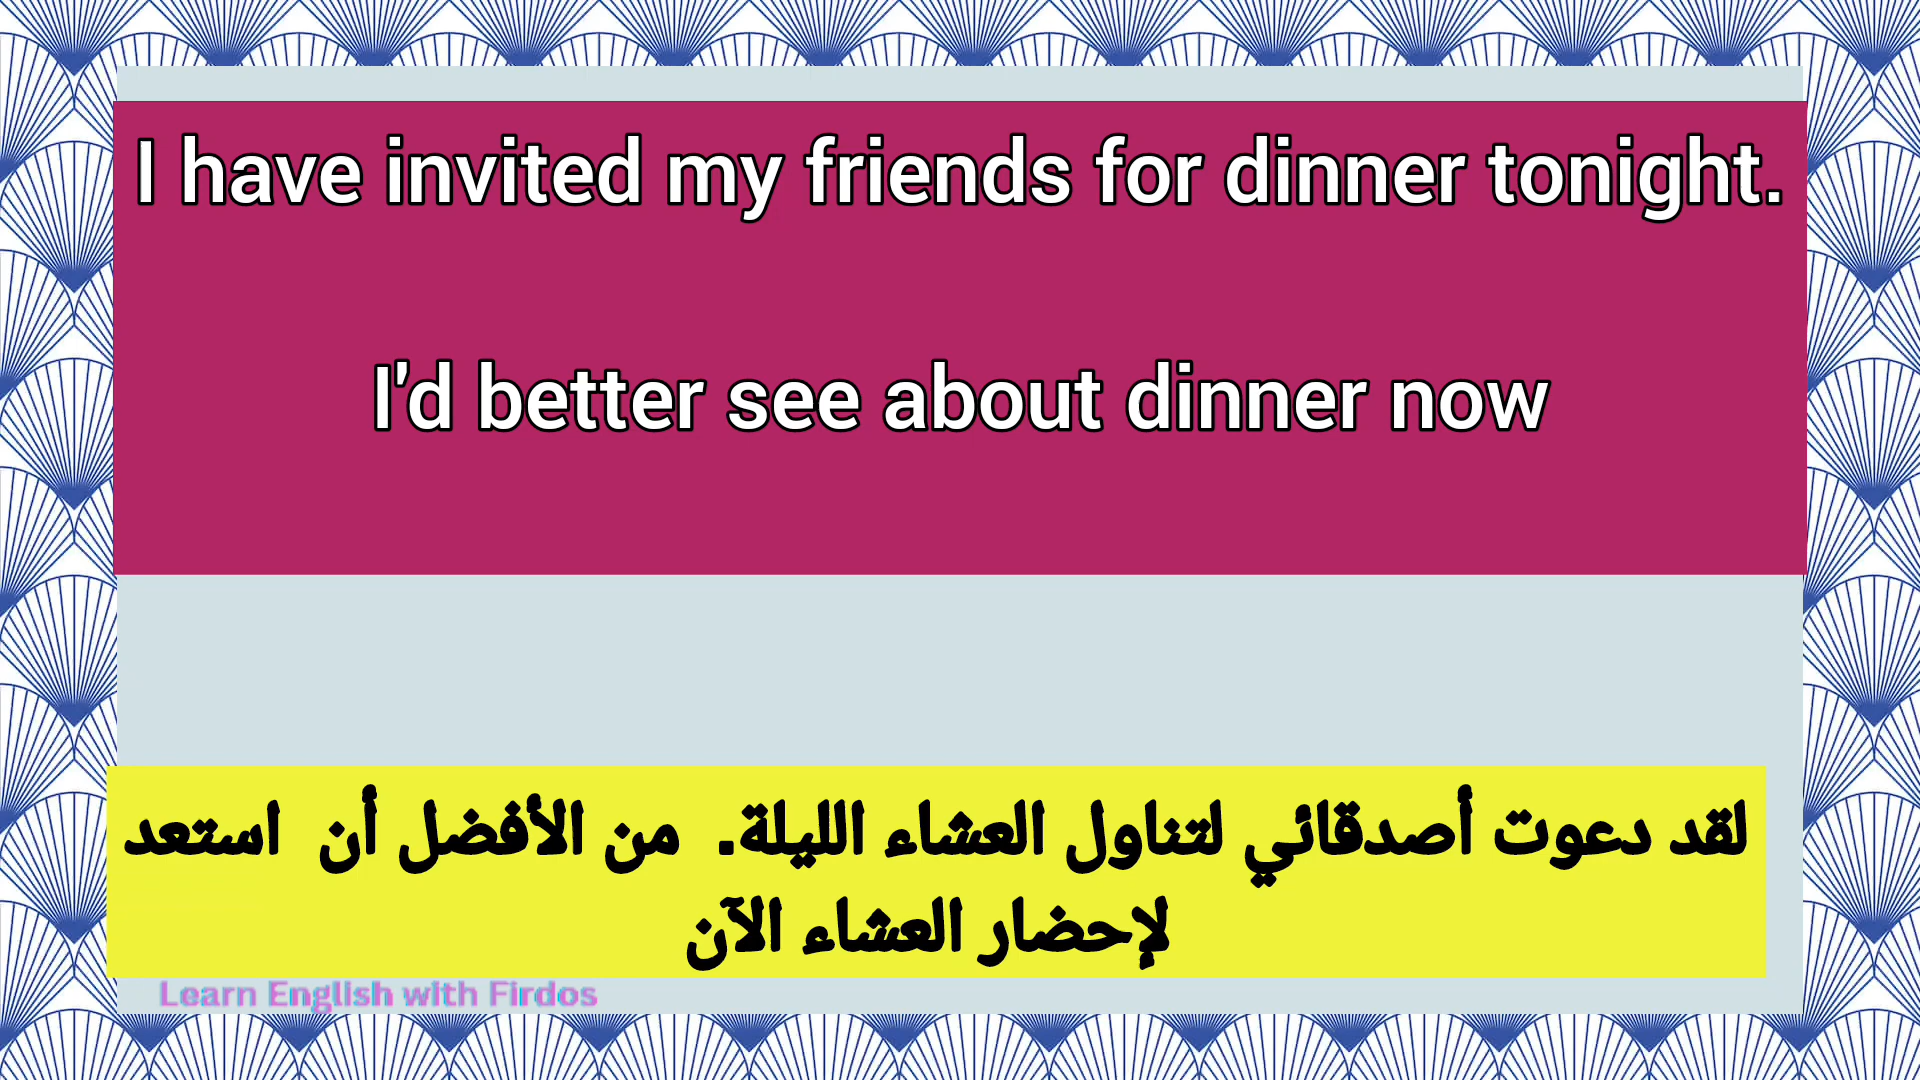 I have invited my friends for dinner tonight.
I'd better see about dinner now
لقد دعوت أصدقائي لتناول العشاء الليلة. من الأفضل أن استعد
لإحضار العشاء الآن
Learn English with Firdos